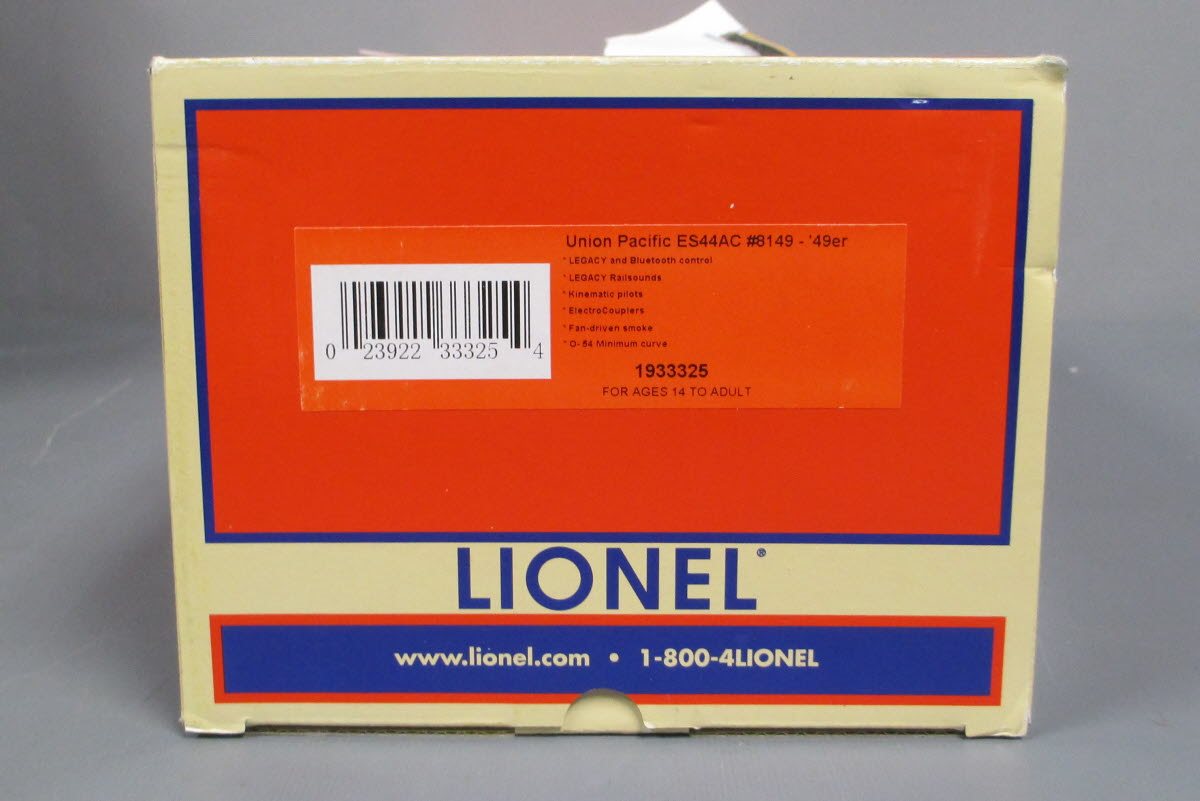 Union Pacific ES44AC #8149 - '49er
* LEGACY and Bluetooth control
* LEGACY Railsounds
* Kinematic pilots
* ElectroCouplers
* Fan-driven smoke
* O- 54 Minimum curve
0 23922 33325 4
1933325
FOR AGES 14 TO ADULT
LIONEL®
www.lionel.com • 1-800-4LIONEL